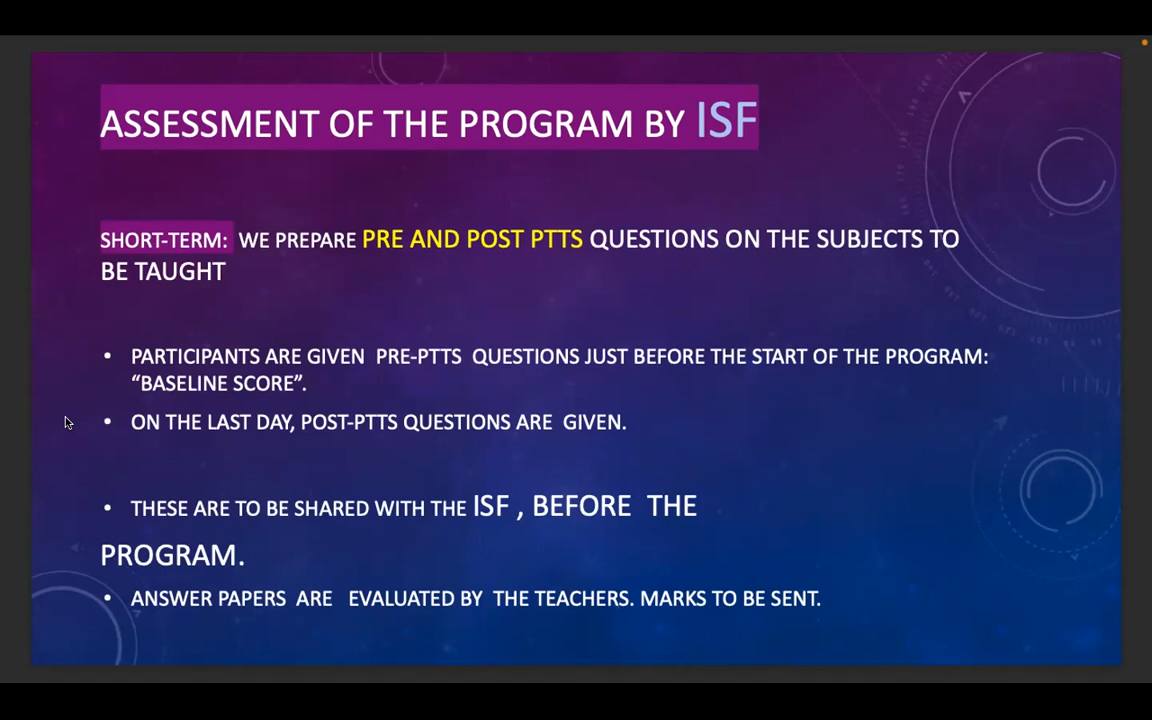 ASSESSMENT OF THE PROGRAM BY ISF
SHORT-TERM: WE PREPARE PRE AND POST PTTS QUESTIONS ON THE SUBJECTS TO
BE TAUGHT
• PARTICIPANTS ARE GIVEN PRE-PTTS QUESTIONS JUST BEFORE THE START OF THE PROGRAM:
“BASELINE SCORE”.
• ON THE LAST DAY, POST-PTTS QUESTIONS ARE GIVEN.
• THESE ARE TO BE SHARED WITH THE ISF , BEFORE THE
PROGRAM.
• ANSWER PAPERS ARE EVALUATED BY THE TEACHERS. MARKS TO BE SENT.